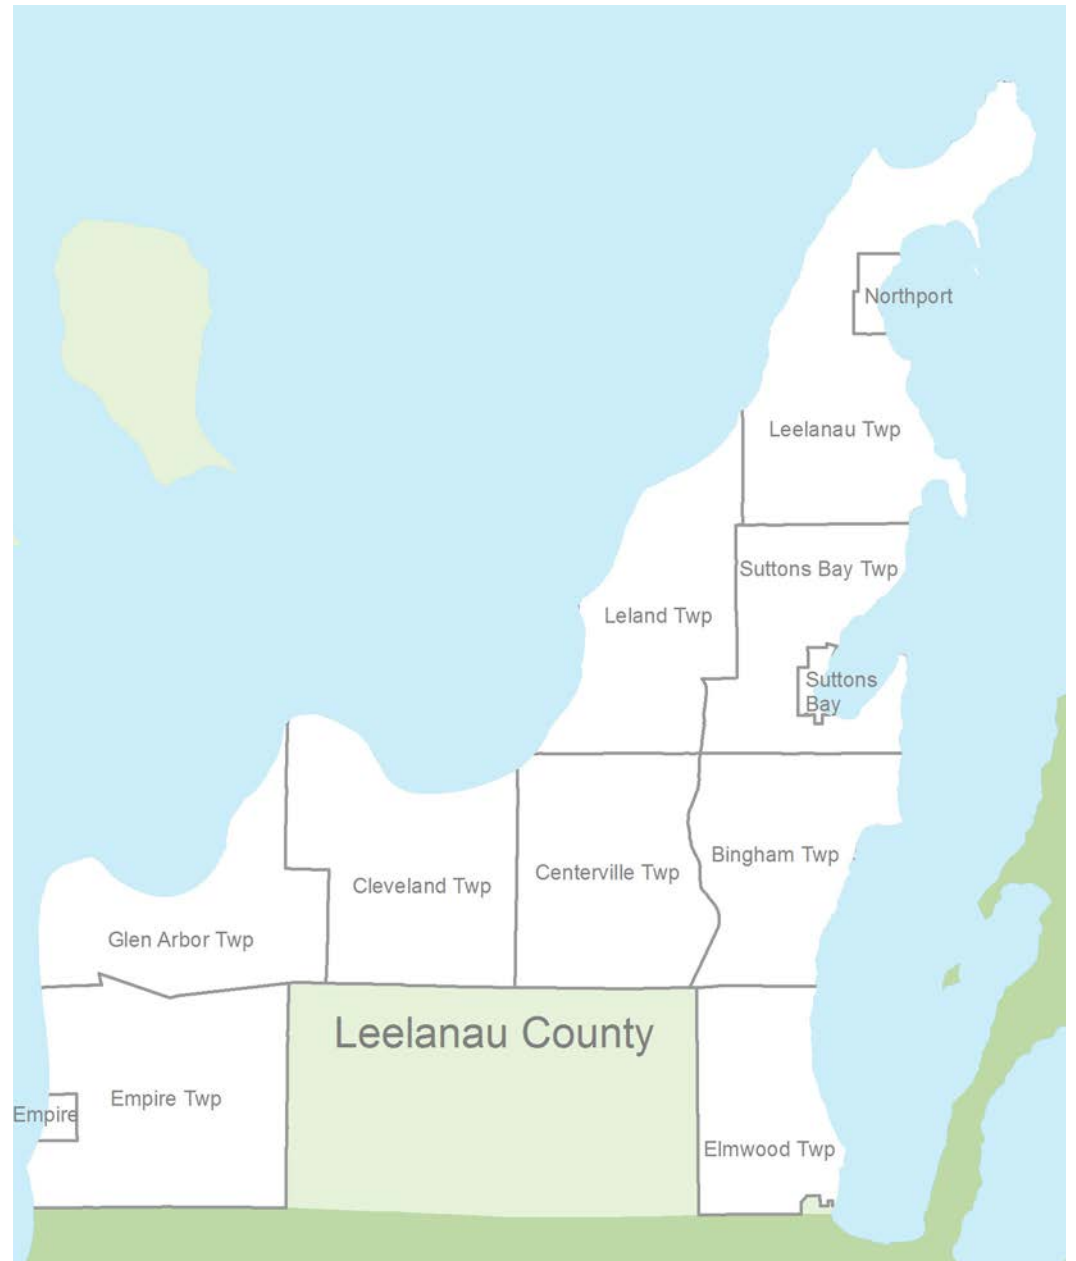 Northport
Leelanau Twp
Suttons Bay Twp
Leland Twp
Suttons
Bay
Bingham Twp
Centerville Twp
Cleveland Twp
Glen Arbor Twp
Leelanau County
Empire Twp
Empire
Elmwood Twp